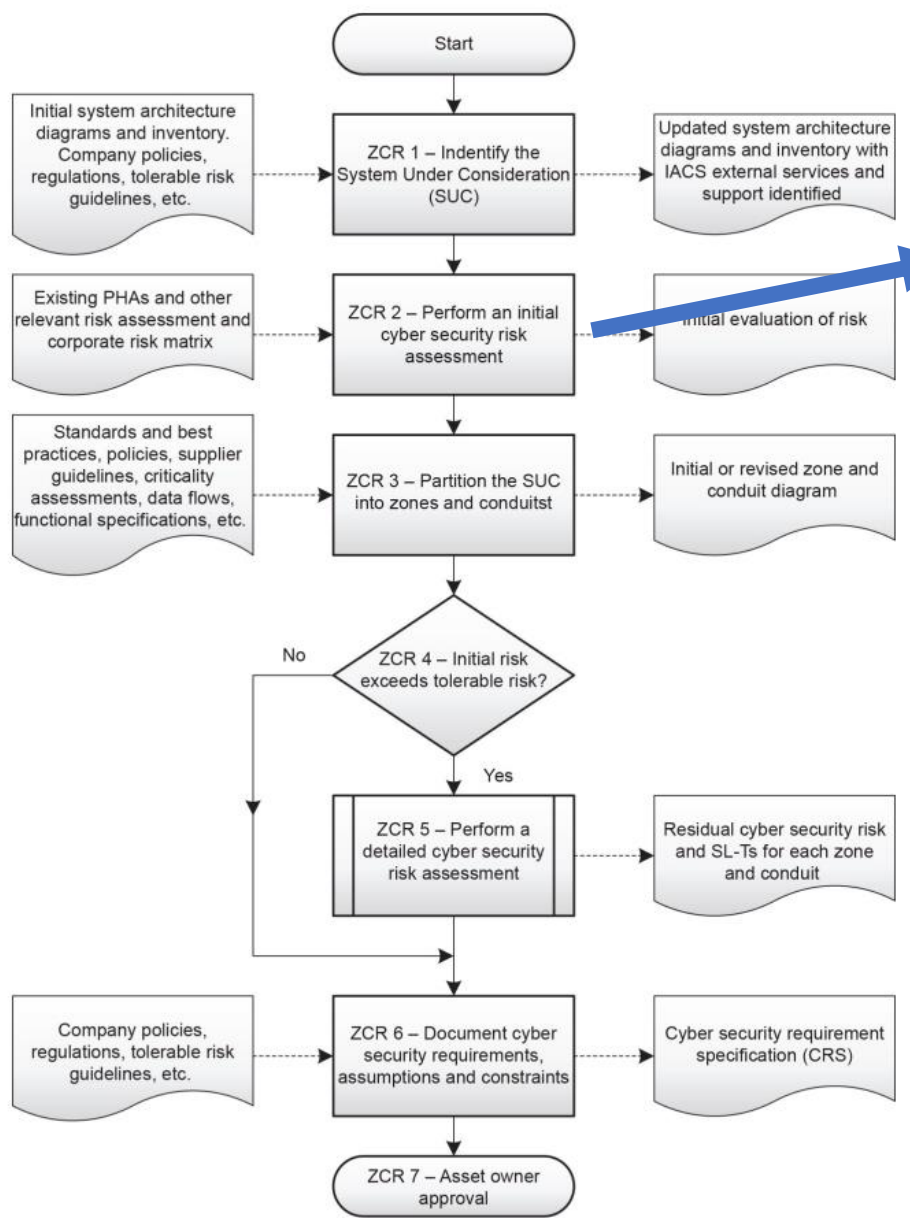 Start
Initial system architecture
diagrams and inventory.
Company policies,
regulations, tolerable risk
guidelines, etc.
ZCR 1 – Indentify the
System Under Consideration
(SUC)
Updated system architecture
diagrams and inventory with
IACS external services and
support identified
Existing PHAs and other
relevant risk assessment and
corporate risk matrix
ZCR 2 – Perform an initial
cyber security risk
assessment
Initial evaluation of risk
Standards and best
practices, policies, supplier
guidelines, criticality
assessments, data flows,
functional specifications, etc.
ZCR 3 – Partition the SUC
into zones and conduitst
Initial or revised zone and
conduit diagram
No
ZCR 4 – Initial risk
exceeds tolerable risk?
Yes
ZCR 5 – Perform a
detailed cyber security
risk assessment
Residual cyber security risk
and SL-Ts for each zone
and conduit
Company policies,
regulations, tolerable risk
guidelines, etc.
ZCR 6 – Document cyber
security requirements,
assumptions and constraints
Cyber security requirement
specification (CRS)
ZCR 7 – Asset owner
approval